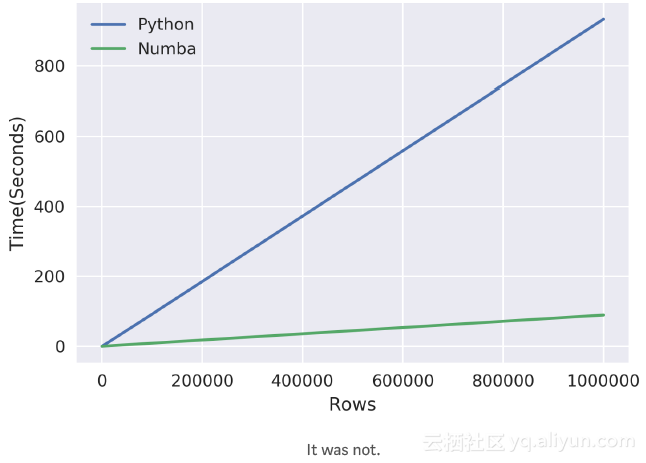 Python
Numba
800
600
400
200
0
Time(Seconds)
0 200000 400000 600000 800000 1000000
Rows
It was not.
云栖社区 yq.aliyun.com